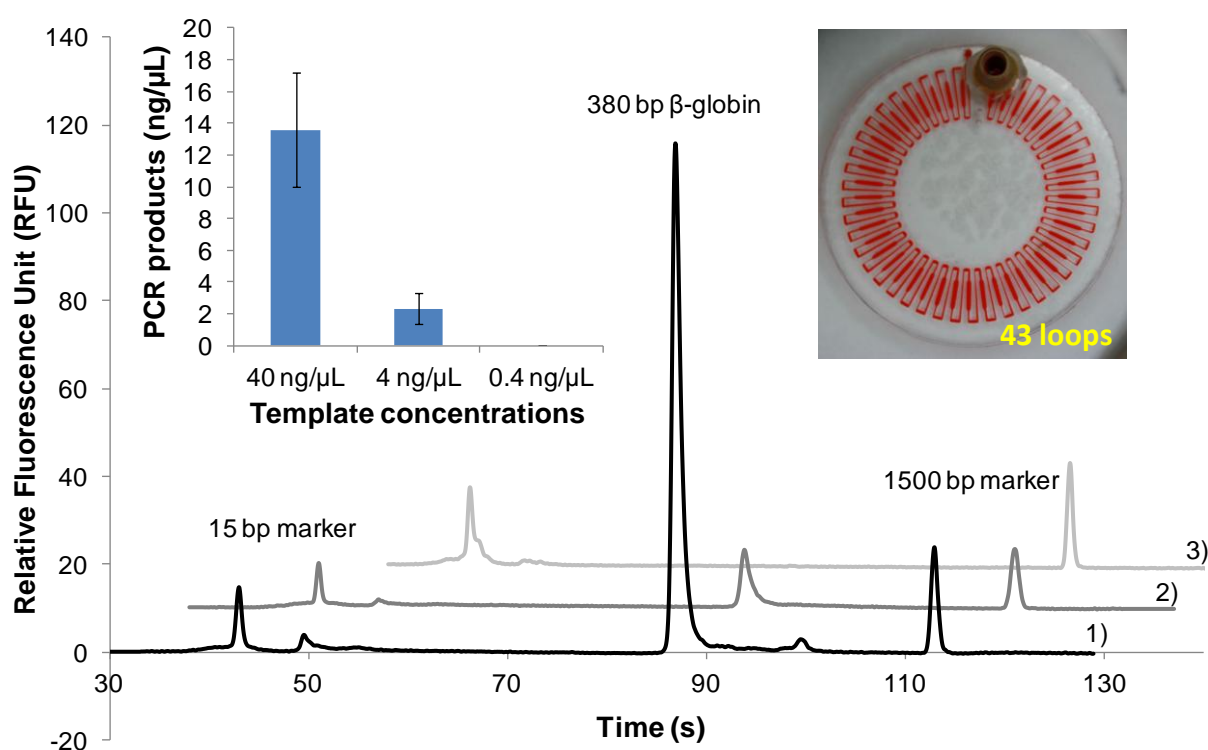 140
120
100
80
60
40
20
0
-20
Relative Fluorescence Unit (RFU)
30
50
70
90
110
130
Time (s)
20
18
16
14
12
10
8
6
4
2
0
PCR products (ng/µL)
40 ng/µL
4 ng/µL
0.4 ng/µL
Template concentrations
380 bp β-globin
43 loops
15 bp marker
1500 bp marker
3)
2)
1)